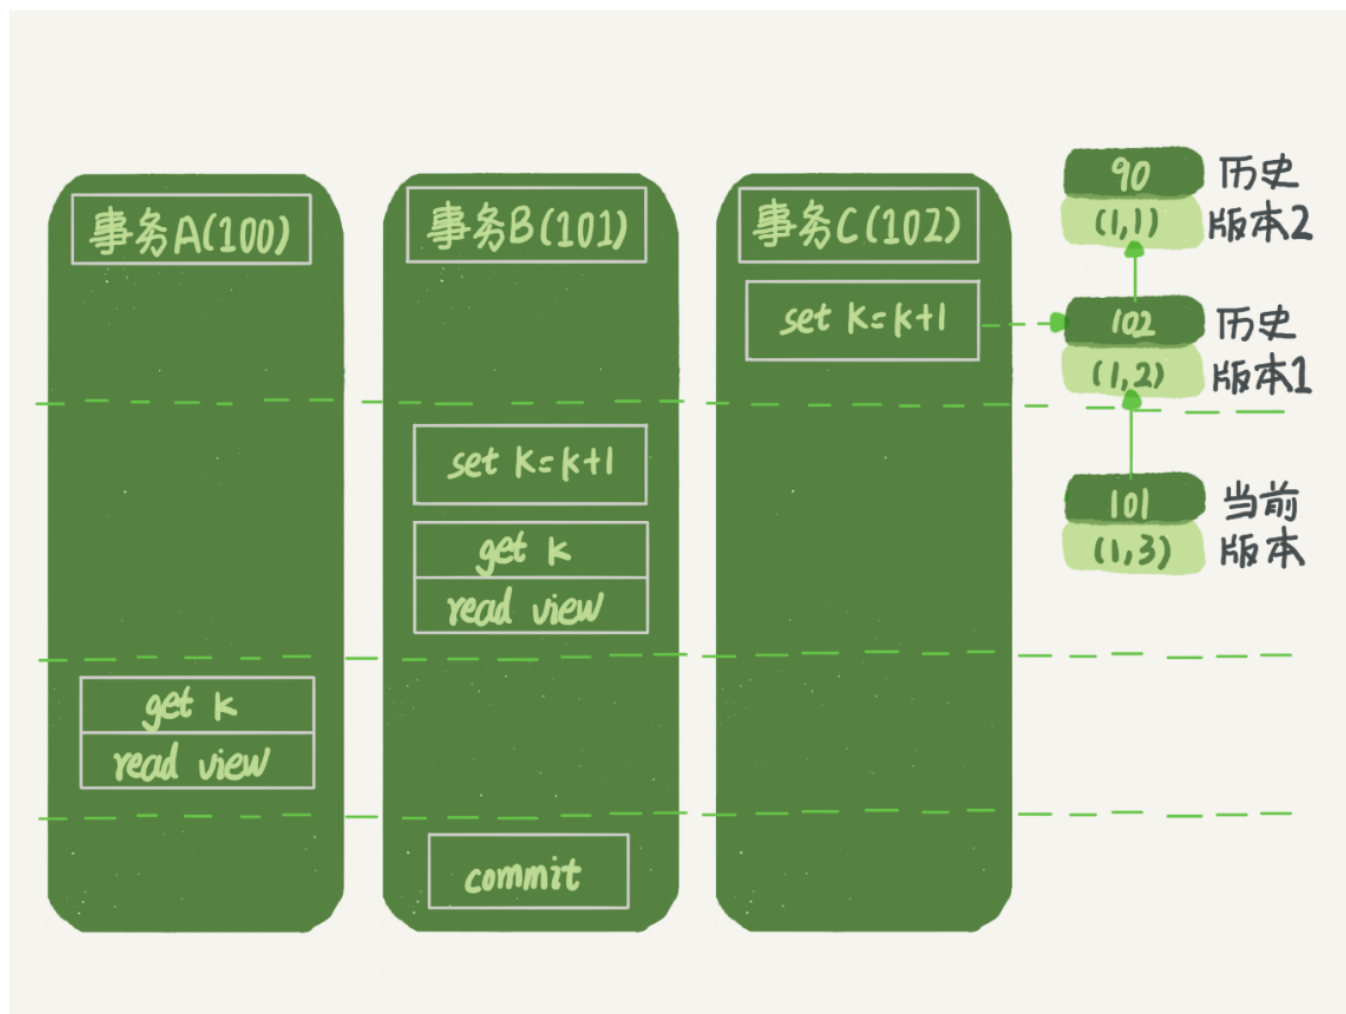 事务A(100)
get k
read view
事务B(101)
set k=k+1
get k
read view
commit
事务C(102)
set k=k+1
90
(1,1)
历史
版本2
102
(1,2)
历史
版本1
101
(1,3)
当前
版本